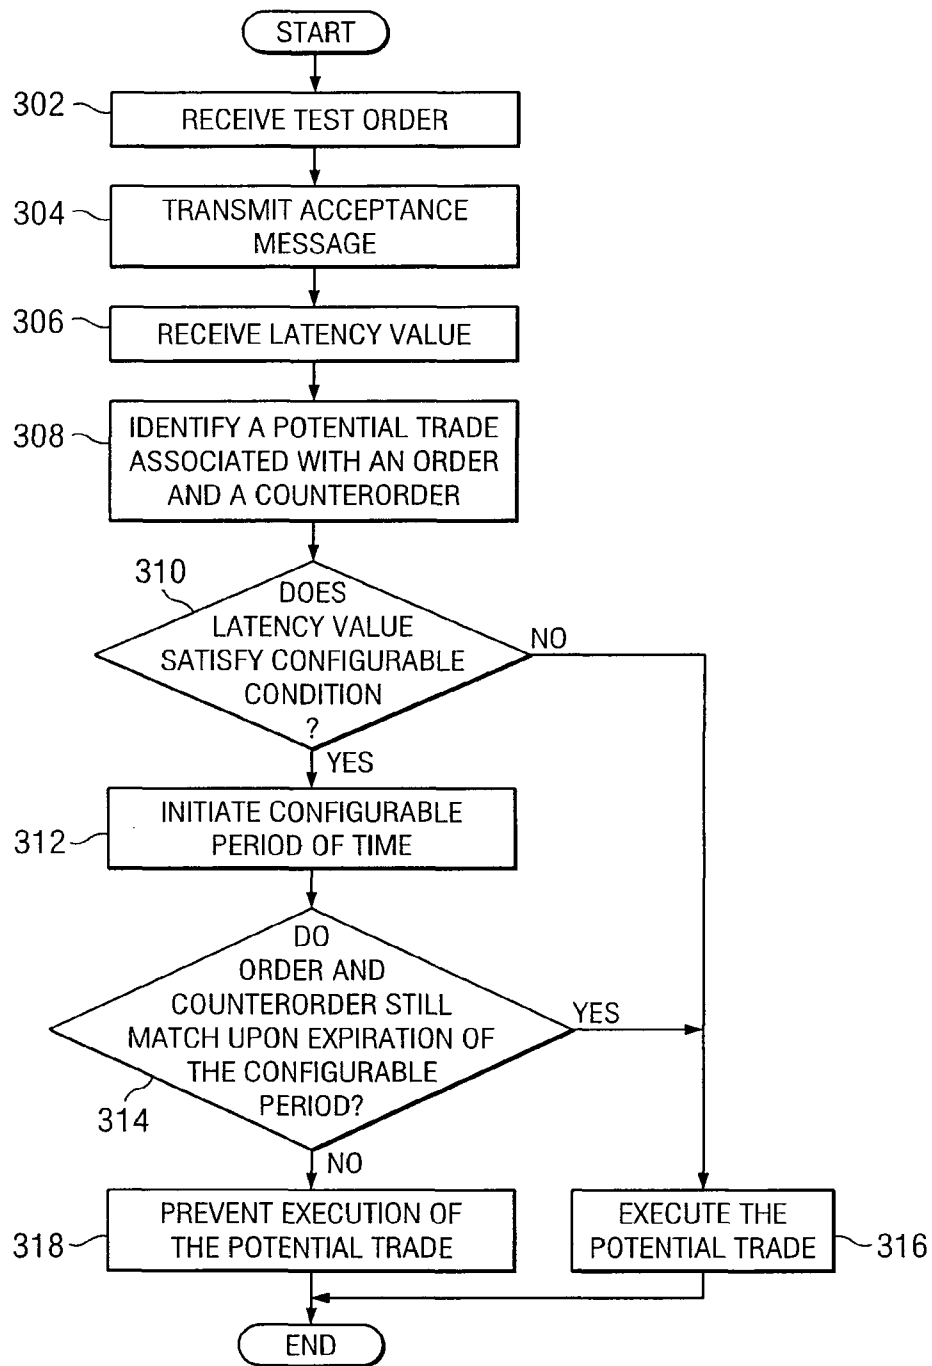 START
302
RECEIVE TEST ORDER
304
TRANSMIT ACCEPTANCE
MESSAGE
306
RECEIVE LATENCY VALUE
308
IDENTIFY A POTENTIAL TRADE
ASSOCIATED WITH AN ORDER
AND A COUNTERORDER
310
DOES
LATENCY VALUE
SATISFY CONFIGURABLE
CONDITION
?
NO
YES
312
INITIATE CONFIGURABLE
PERIOD OF TIME
DO
ORDER AND
COUNTERORDER STILL
MATCH UPON EXPIRATION OF
THE CONFIGURABLE
PERIOD?
YES
314
NO
318
PREVENT EXECUTION OF
THE POTENTIAL TRADE
EXECUTE THE
POTENTIAL TRADE
316
END